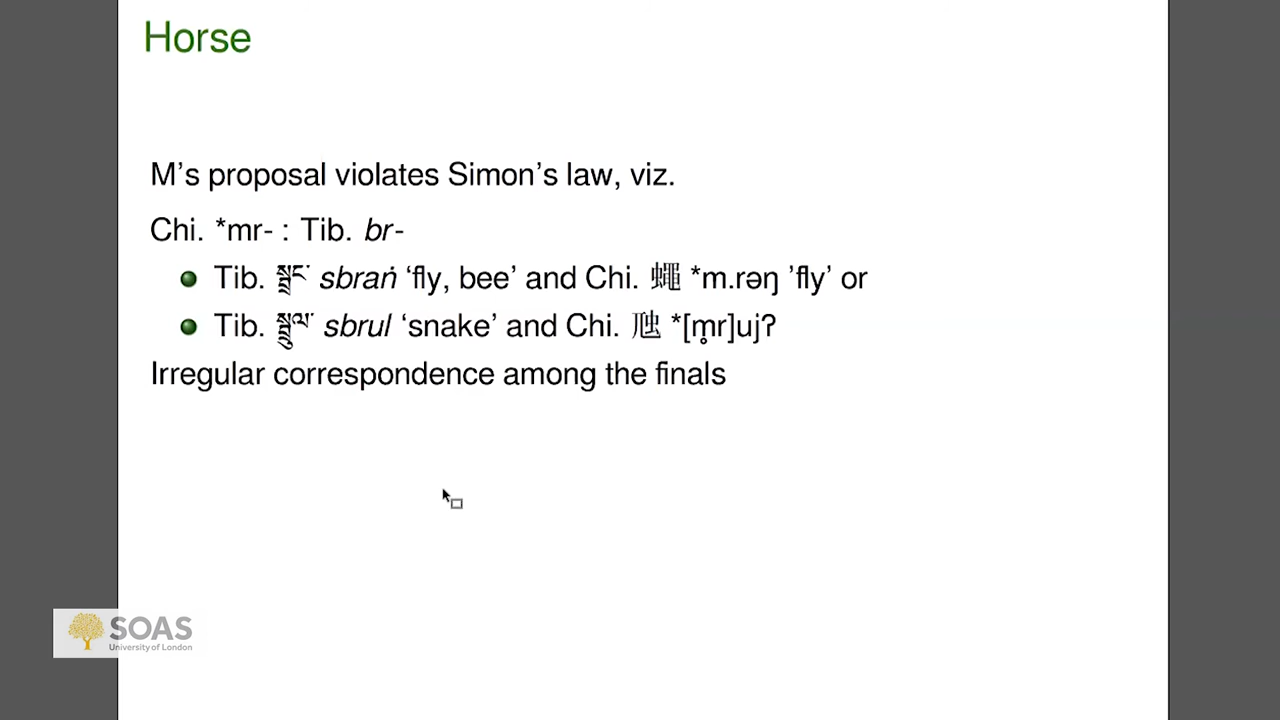 Horse
M’s proposal violates Simon’s law, viz.
Chi. *mr- : Tib. br-
Tib. སྦྲང་ sbraṅ ‘fly, bee’ and Chi. 蠅 *m.rəŋ ’fly’ or
Tib. སྦྲུལ་ sbrul ‘snake’ and Chi. 虺 *[m̥r]ujʔ
Irregular correspondence among the finals
SOAS
University of London